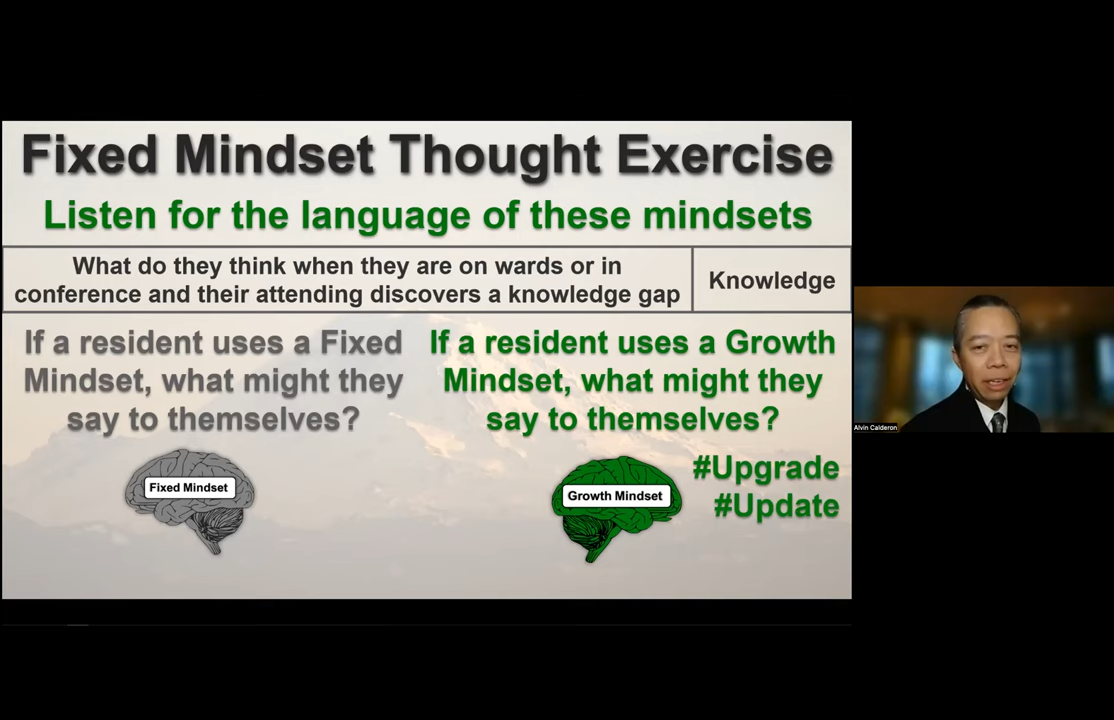 Fixed Mindset Thought Exercise
Listen for the language of these mindsets
What do they think when they are on wards or in
conference and their attending discovers a knowledge gap
Knowledge
If a resident uses a Fixed
Mindset, what might they
say to themselves?
Fixed Mindset
If a resident uses a Growth
Mindset, what might they
say to themselves?
Growth Mindset
#Upgrade
#Update
Alvin Calderon